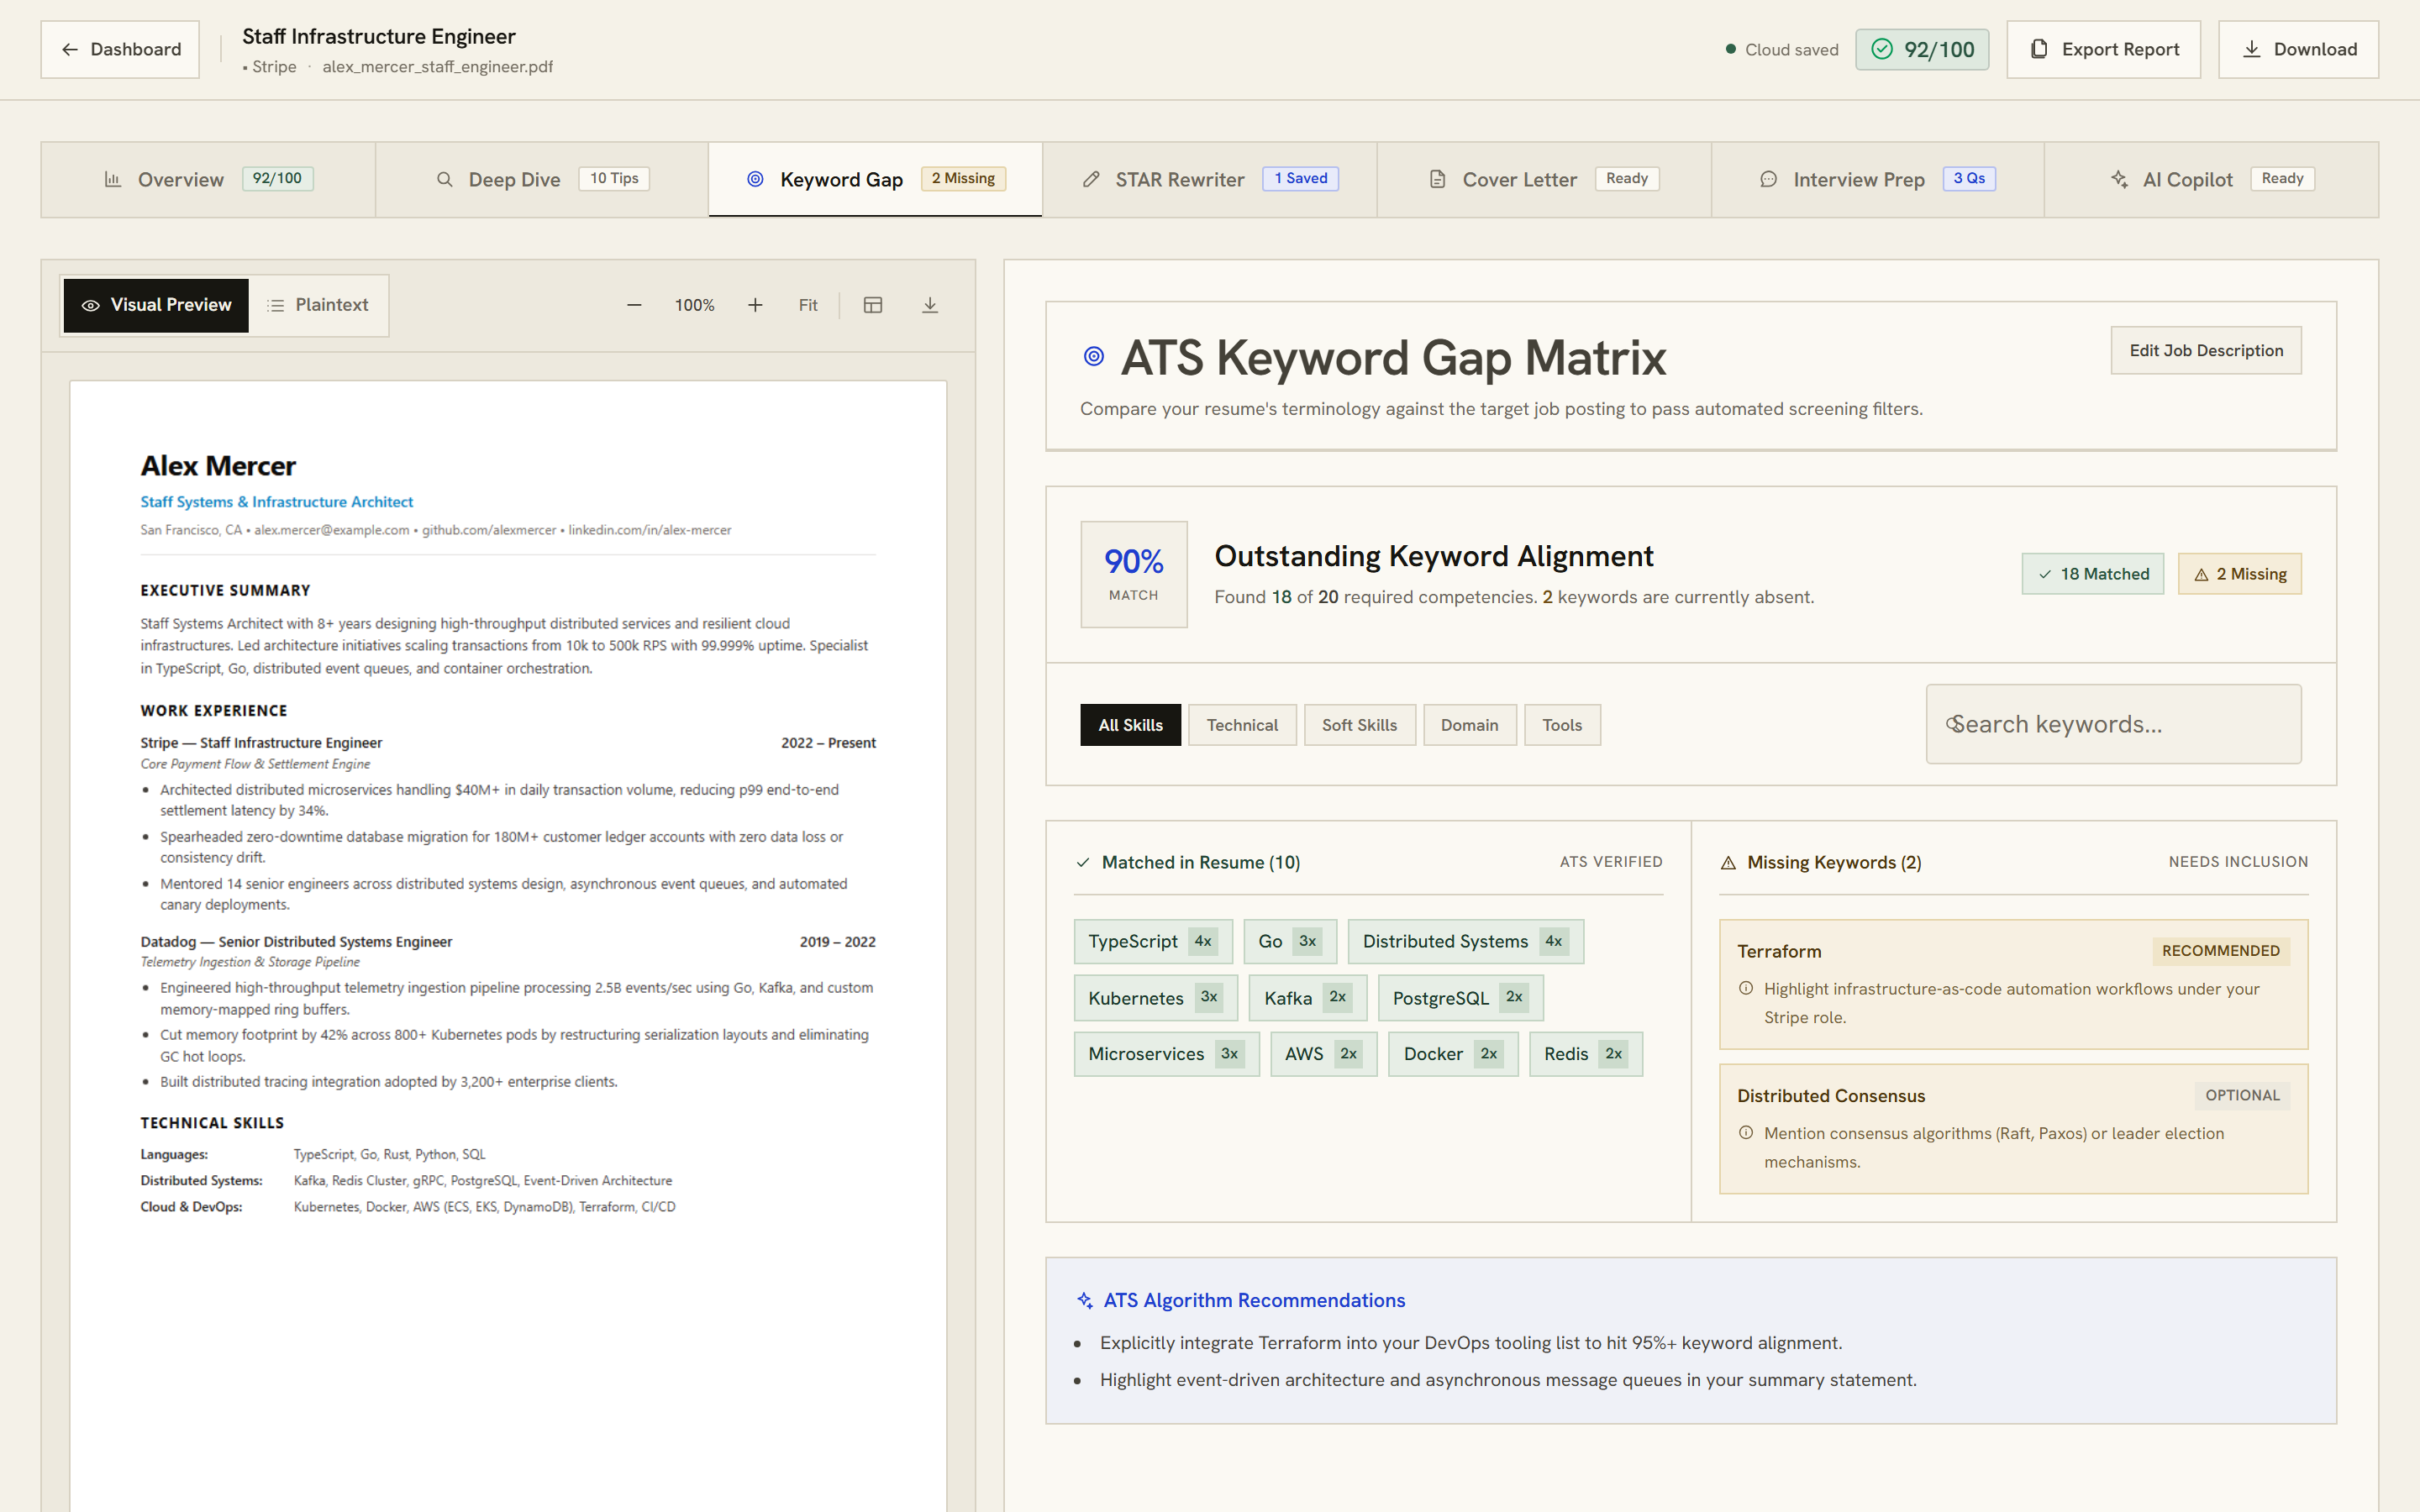 Dashboard
Staff Infrastructure Engineer
▪ Stripe · alex_mercer_staff_engineer.pdf
Cloud saved
92/100
Export Report
Download
Overview 92/100
Deep Dive 10 Tips
Keyword Gap 2 Missing
STAR Rewriter 1 Saved
Cover Letter Ready
Interview Prep 3 Qs
AI Copilot Ready
Visual Preview
Plaintext
100%
Fit
Alex Mercer
Staff Systems & Infrastructure Architect
San Francisco, CA • alex.mercer@example.com • github.com/alexmercer • linkedin.com/in/alex-mercer
EXECUTIVE SUMMARY
Staff Systems Architect with 8+ years designing high-throughput distributed services and resilient cloud
infrastructures. Led architecture initiatives scaling transactions from 10k to 500k RPS with 99.999% uptime. Specialist
in TypeScript, Go, distributed event queues, and container orchestration.
WORK EXPERIENCE
Stripe — Staff Infrastructure Engineer 2022 – Present
Core Payment Flow & Settlement Engine
• Architected distributed microservices handling $40M+ in daily transaction volume, reducing p99 end-to-end
settlement latency by 34%.
• Spearheaded zero-downtime database migration for 180M+ customer ledger accounts with zero data loss or
consistency drift.
• Mentored 14 senior engineers across distributed systems design, asynchronous event queues, and automated
canary deployments.
Datadog — Senior Distributed Systems Engineer 2019 – 2022
Telemetry Ingestion & Storage Pipeline
• Engineered high-throughput telemetry ingestion pipeline processing 2.5B events/sec using Go, Kafka, and custom
memory-mapped ring buffers.
• Cut memory footprint by 42% across 800+ Kubernetes pods by restructuring serialization layouts and eliminating
GC hot loops.
• Built distributed tracing integration adopted by 3,200+ enterprise clients.
TECHNICAL SKILLS
Languages: TypeScript, Go, Rust, Python, SQL
Distributed Systems: Kafka, Redis Cluster, gRPC, PostgreSQL, Event-Driven Architecture
Cloud & DevOps: Kubernetes, Docker, AWS (ECS, EKS, DynamoDB), Terraform, CI/CD
ATS Keyword Gap Matrix
Edit Job Description
Compare your resume's terminology against the target job posting to pass automated screening filters.
90%
MATCH
Outstanding Keyword Alignment
Found 18 of 20 required competencies. 2 keywords are currently absent.
18 Matched
2 Missing
All Skills
Technical
Soft Skills
Domain
Tools
Search keywords...
Matched in Resume (10) ATS VERIFIED
TypeScript 4x
Go 3x
Distributed Systems 4x
Kubernetes 3x
Kafka 2x
PostgreSQL 2x
Microservices 3x
AWS 2x
Docker 2x
Redis 2x
Missing Keywords (2) NEEDS INCLUSION
Terraform RECOMMENDED
Highlight infrastructure-as-code automation workflows under your
Stripe role.
Distributed Consensus OPTIONAL
Mention consensus algorithms (Raft, Paxos) or leader election
mechanisms.
ATS Algorithm Recommendations
• Explicitly integrate Terraform into your DevOps tooling list to hit 95%+ keyword alignment.
• Highlight event-driven architecture and asynchronous message queues in your summary statement.